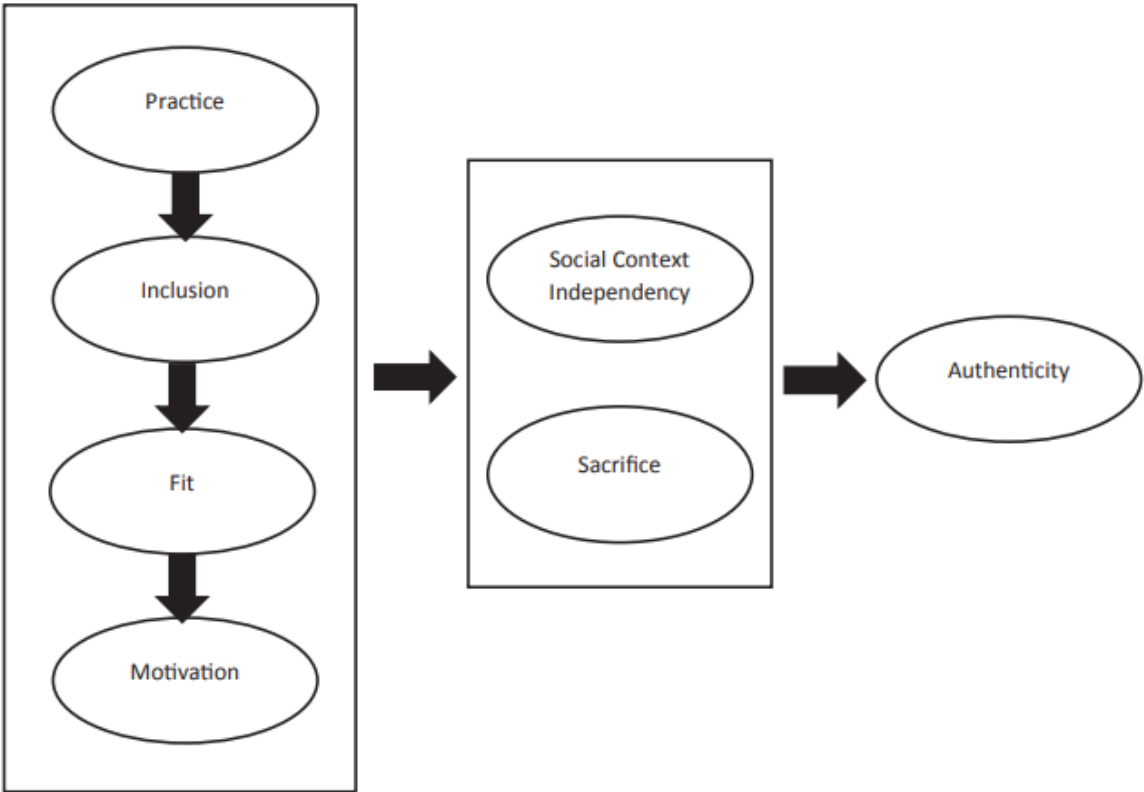 Practice
Inclusion
Fit
Motivation
Social Context
Independency
Sacrifice
Authenticity